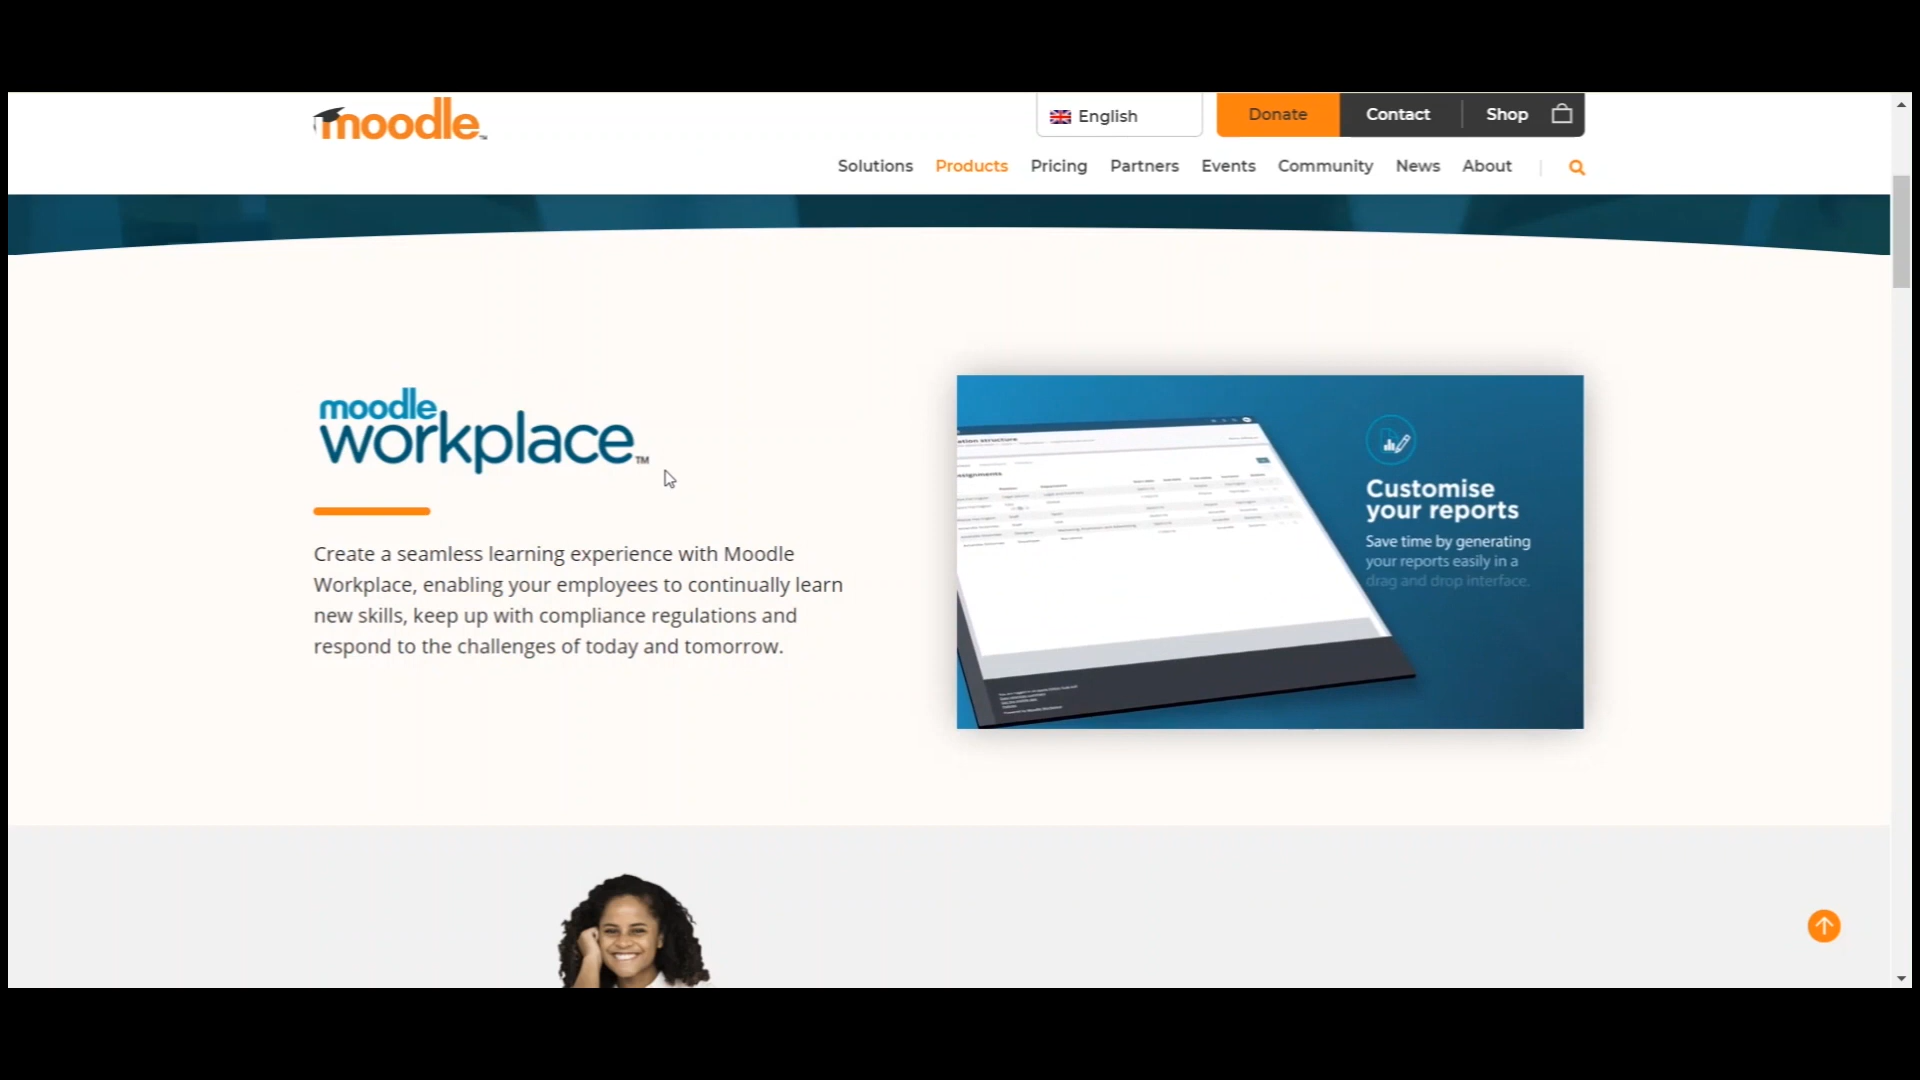 moodle
English
Donate
Contact
Shop
Solutions
Products
Pricing
Partners
Events
Community
News
About
moodle
workplace™
Create a seamless learning experience with Moodle
Workplace, enabling your employees to continually learn
new skills, keep up with compliance regulations and
respond to the challenges of today and tomorrow.
Customise
your reports
Save time by generating
your reports easily in a
drag and drop interface.